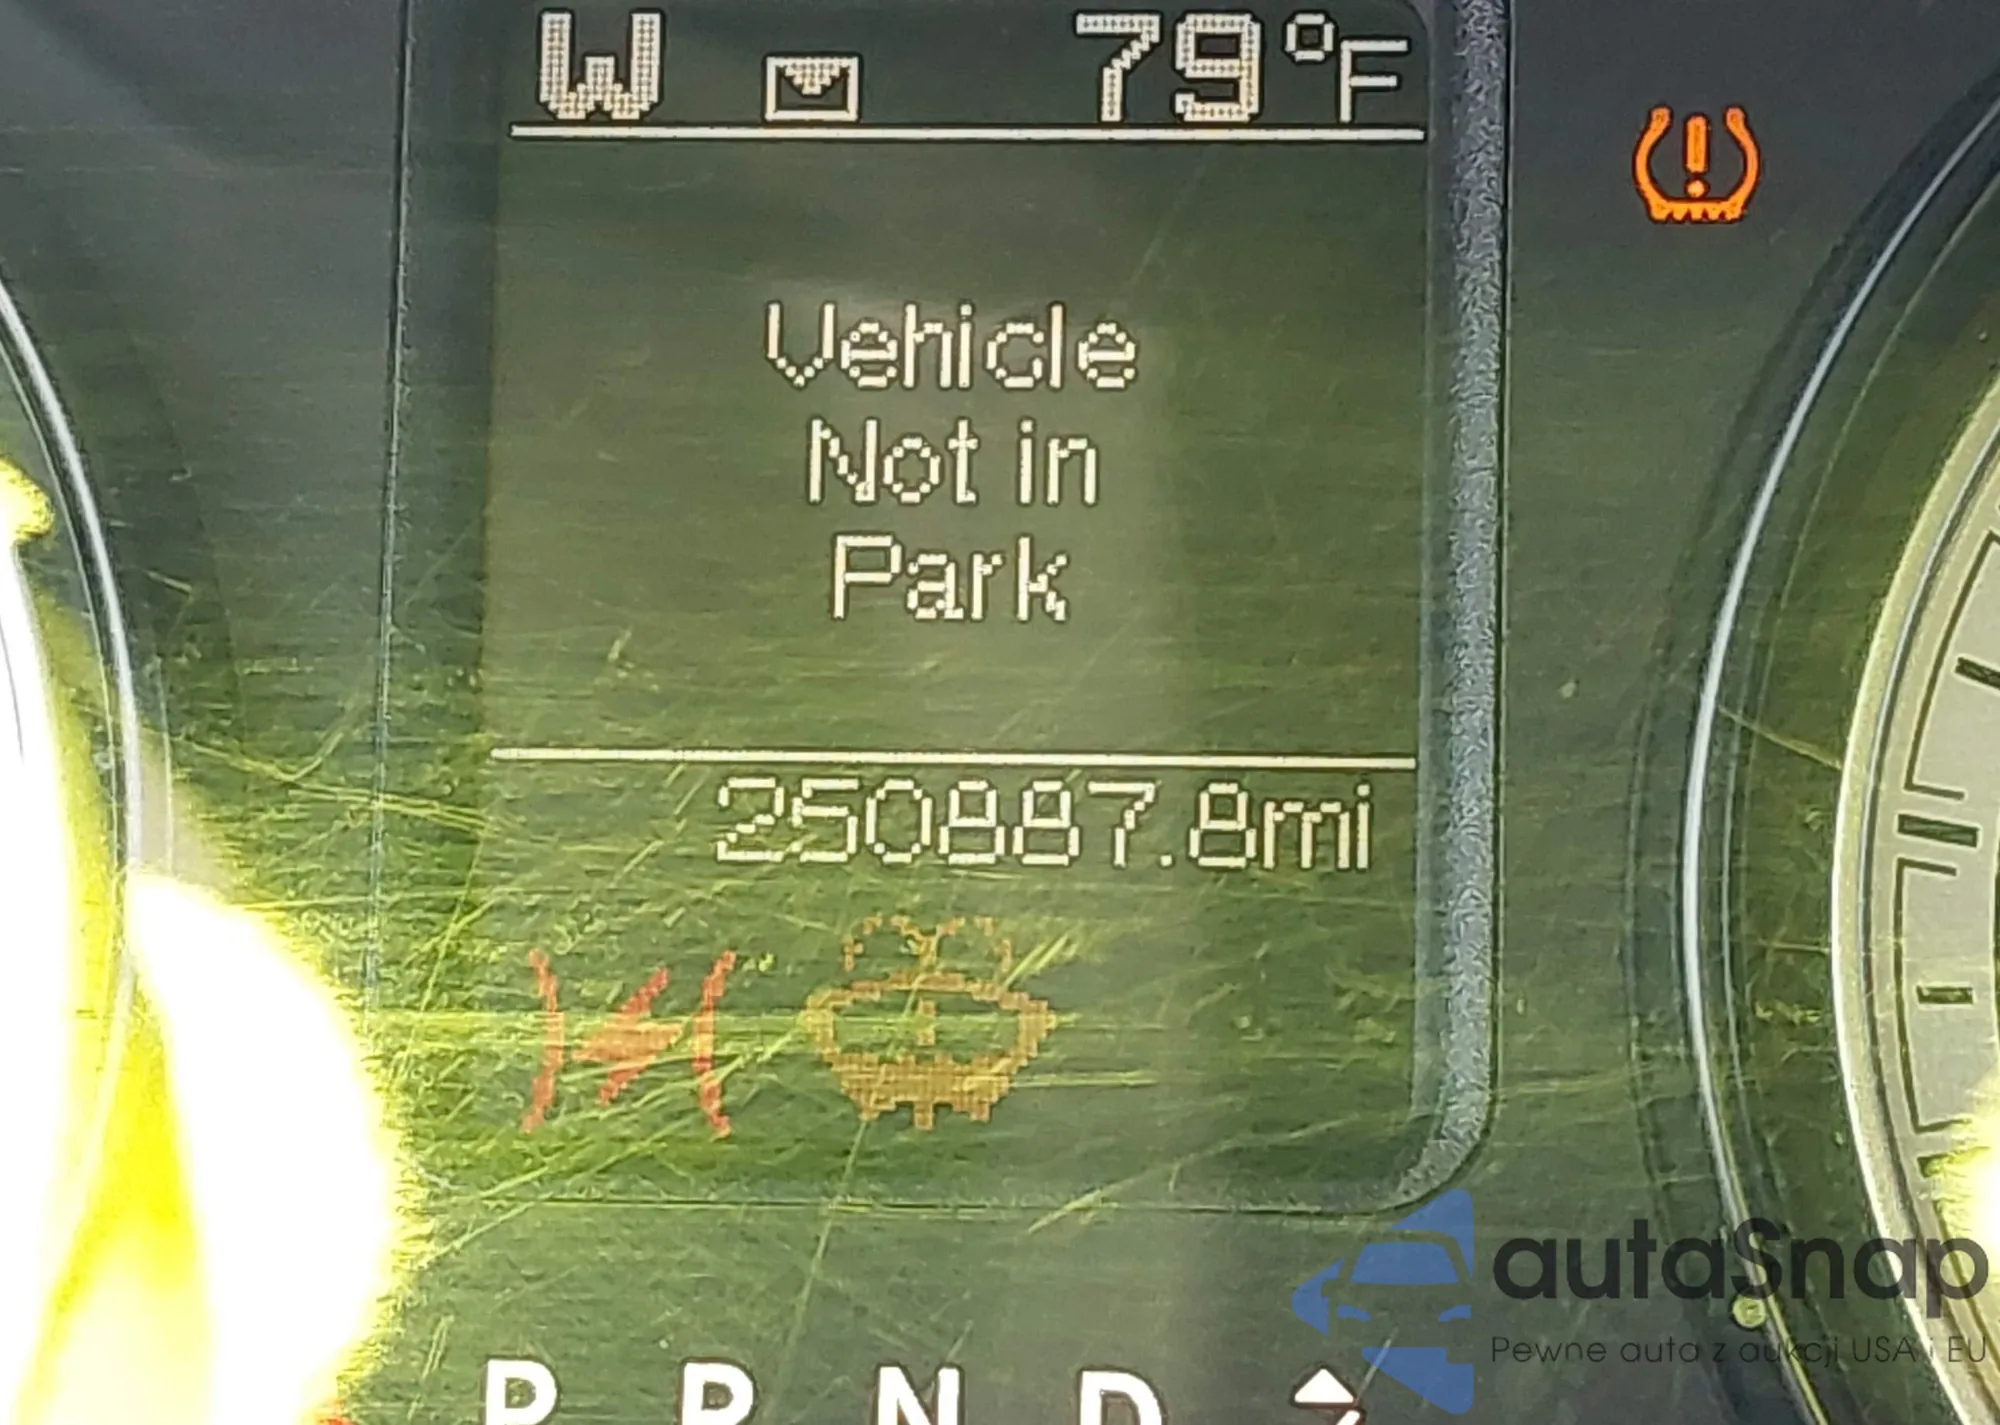 W 79°F
Vehicle
Not in
Park
250887.8mi
P R N D
autaSnap
Pewne auta z aukcji USA i EU